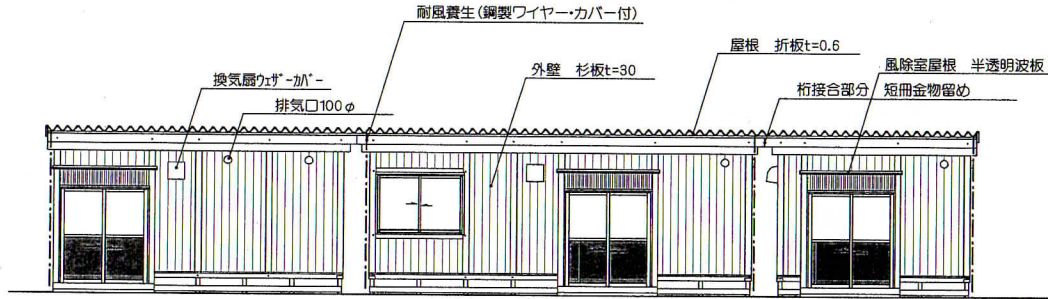 耐風養生(鋼製ワイヤー・カバー付)
屋根 折板t=0.6
外壁 杉板t=30
風除室屋根 半透明波板
換気扇ｳｪｻﾞｰｶﾊﾞｰ
桁接合部分 短冊金物留め
排気口100φ